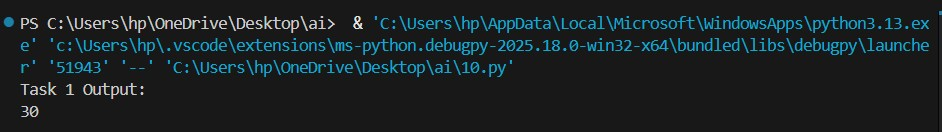 PS C:\Users\hp\OneDrive\Desktop\ai>  & 'C:\Users\hp\AppData\Local\Microsoft\WindowsApps\python3.13.ex
e' 'c:\Users\hp\.vscode\extensions\ms-python.debugpy-2025.18.0-win32-x64\bundled\libs\debugpy\launche
r' '51943' '--' 'C:\Users\hp\OneDrive\Desktop\ai\10.py'
Task 1 Output:
30